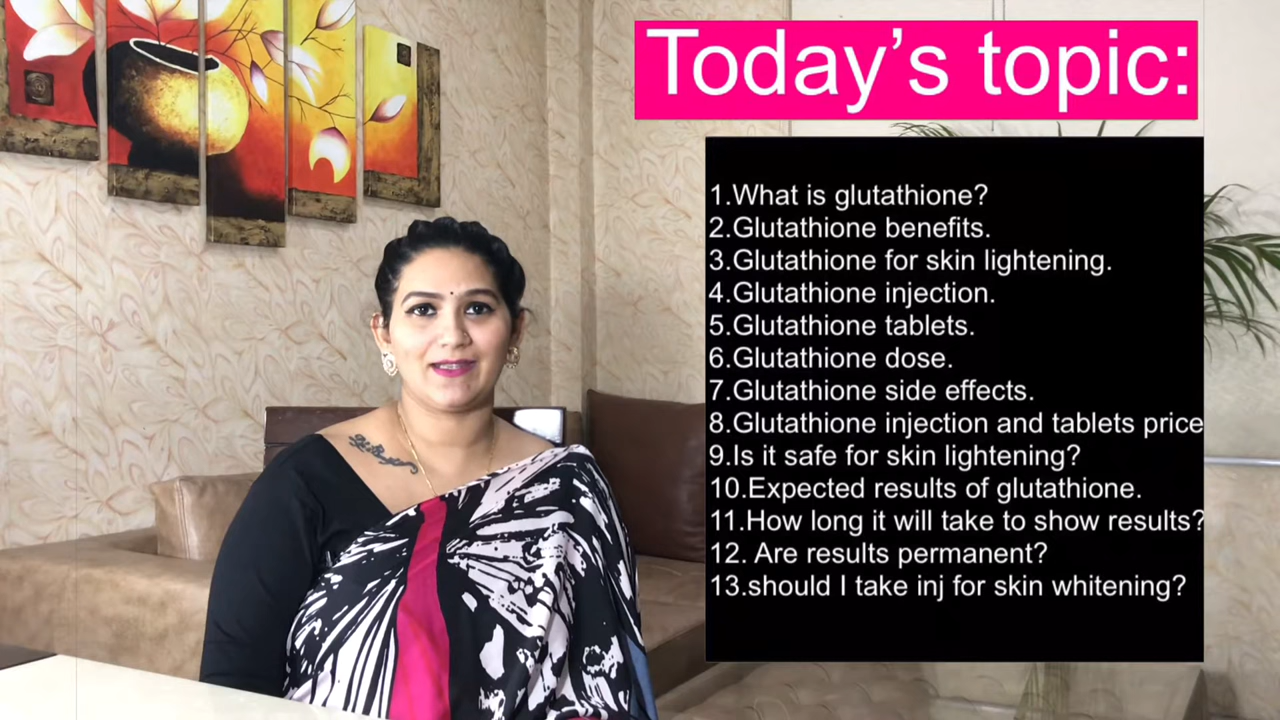 Today's topic:
1.What is glutathione?
2.Glutathione benefits.
3.Glutathione for skin lightening.
4.Glutathione injection.
5.Glutathione tablets.
6.Glutathione dose.
7.Glutathione side effects.
8.Glutathione injection and tablets price
9.Is it safe for skin lightening?
10.Expected results of glutathione.
11.How long it will take to show results?
12. Are results permanent?
13.should I take inj for skin whitening?